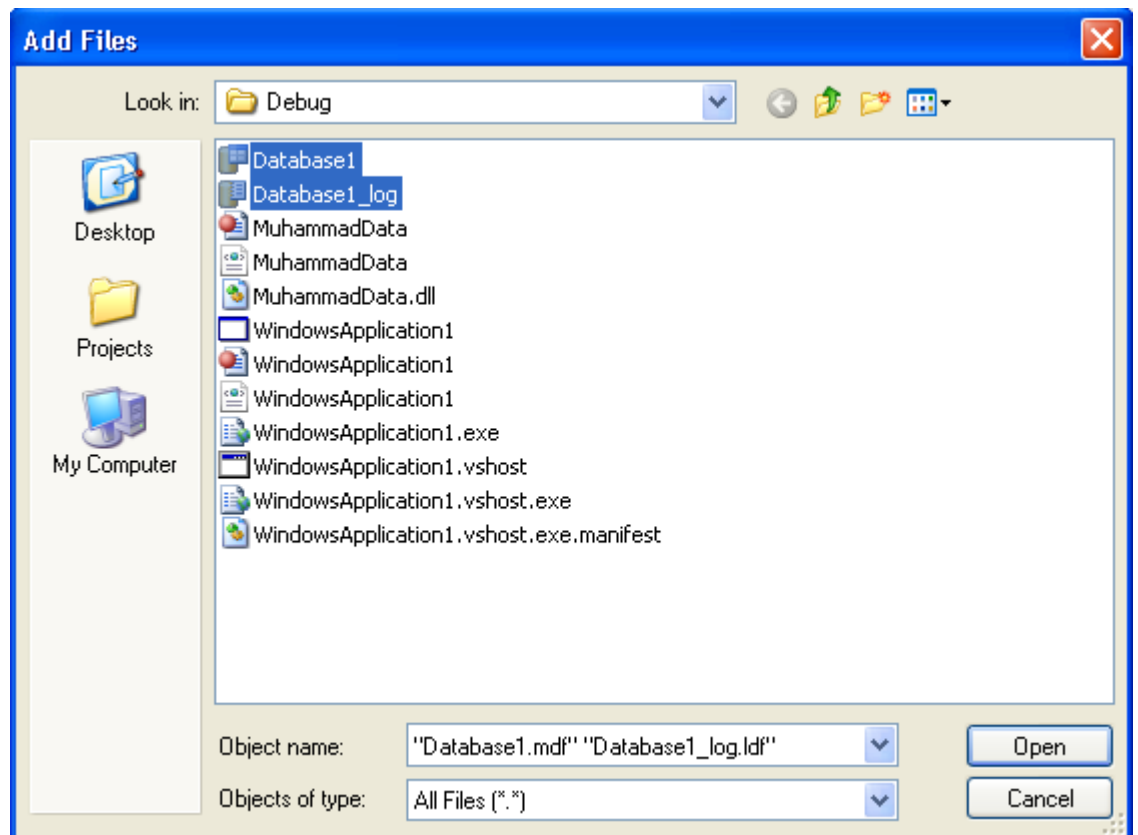 Add Files
Look in: Debug
Desktop
Projects
My Computer
Database1
Database1_log
MuhammadData
MuhammadData
MuhammadData.dll
WindowsApplication1
WindowsApplication1
WindowsApplication1
WindowsApplication1.exe
WindowsApplication1.vshost
WindowsApplication1.vshost.exe
WindowsApplication1.vshost.exe.manifest
Object name: "Database1.mdf" "Database1_log.ldf" Open
Objects of type: All Files (*.*) Cancel